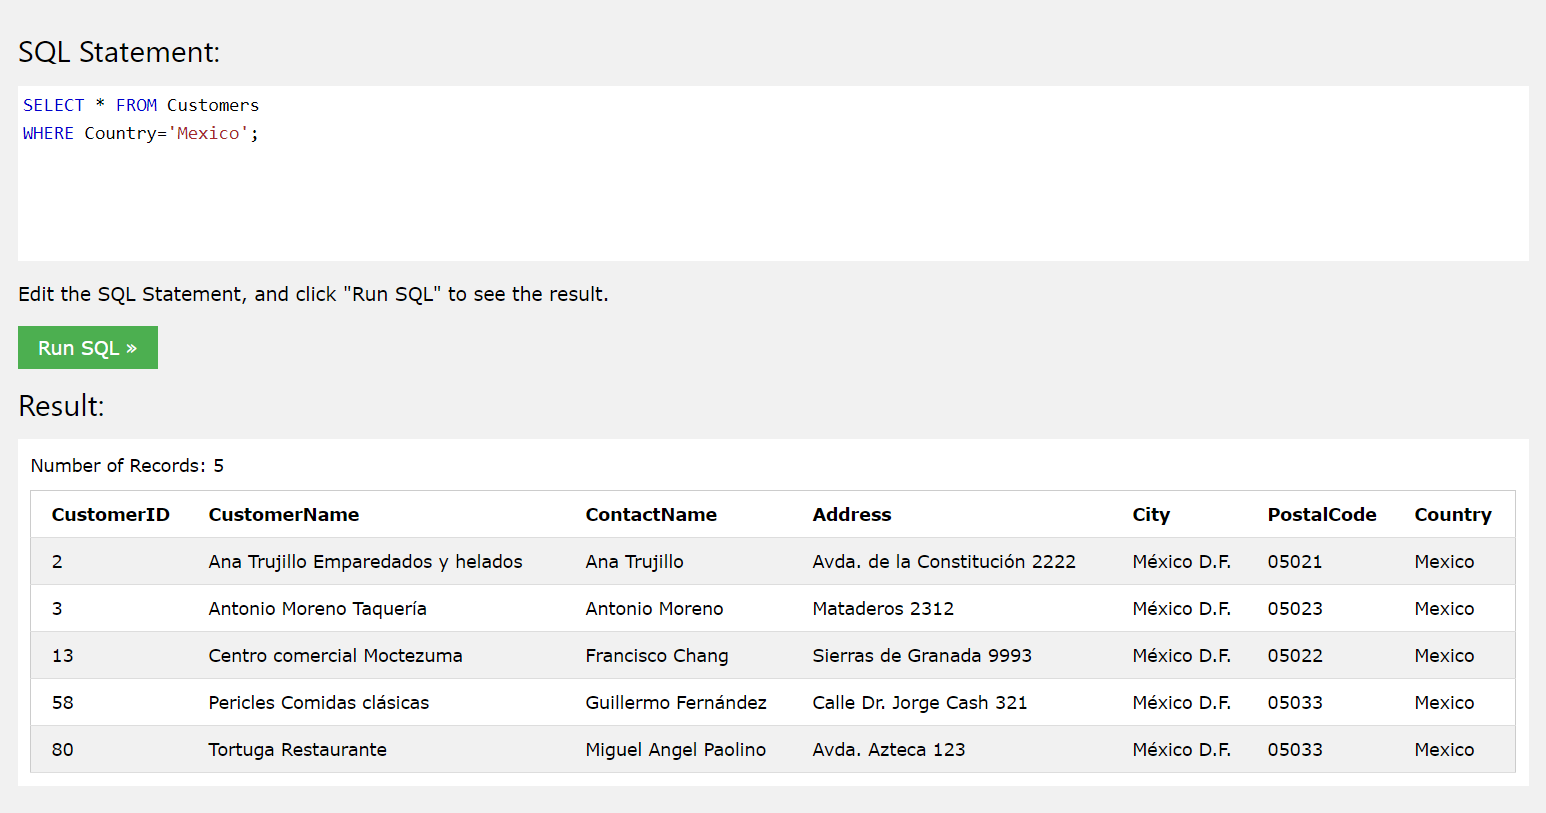 SQL Statement:
SELECT * FROM Customers
WHERE Country='Mexico';
Edit the SQL Statement, and click "Run SQL" to see the result.
Run SQL »
Result:
Number of Records: 5
CustomerID CustomerName ContactName Address City PostalCode Country
2 Ana Trujillo Emparedados y helados Ana Trujillo Avda. de la Constitución 2222 México D.F. 05021 Mexico
3 Antonio Moreno Taquería Antonio Moreno Mataderos 2312 México D.F. 05023 Mexico
13 Centro comercial Moctezuma Francisco Chang Sierras de Granada 9993 México D.F. 05022 Mexico
58 Pericles Comidas clásicas Guillermo Fernández Calle Dr. Jorge Cash 321 México D.F. 05033 Mexico
80 Tortuga Restaurante Miguel Angel Paolino Avda. Azteca 123 México D.F. 05033 Mexico